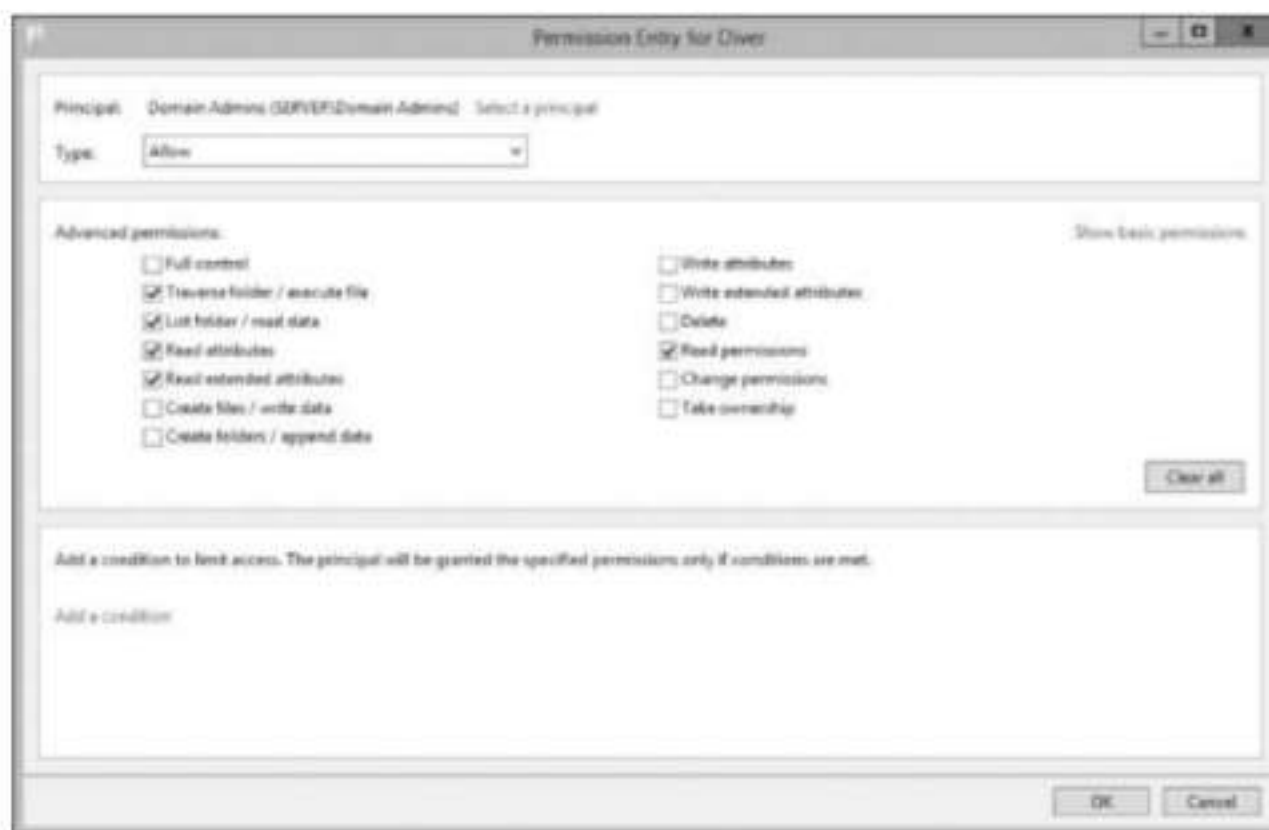 Permission Entry for Diver
Principal: Domain Admins (SERVER\Domain Admins) Select a principal
Type: Allow
Advanced permissions: Show basic permissions
Full control
Traverse folder / execute file
List folder / read data
Read attributes
Read extended attributes
Create files / write data
Create folders / append data
Write attributes
Write extended attributes
Delete
Read permissions
Change permissions
Take ownership
Clear all
Add a condition to limit access. The principal will be granted the specified permissions only if conditions are met.
Add a condition
OK Cancel